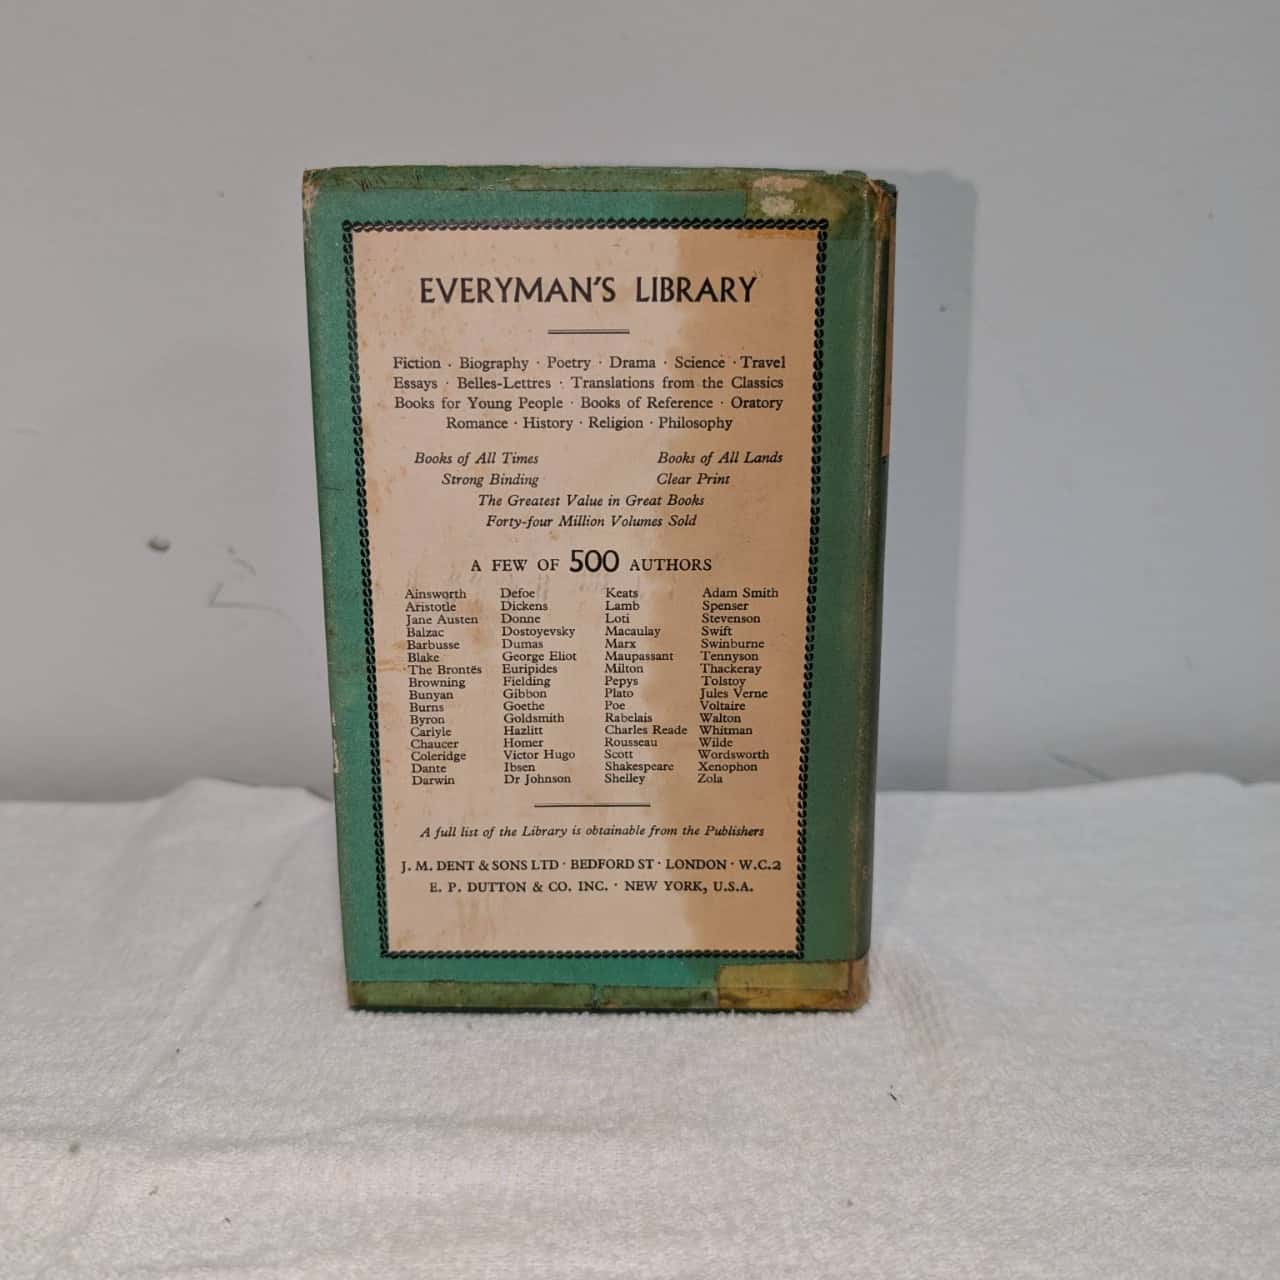 EVERYMAN'S LIBRARY
Fiction · Biography · Poetry · Drama · Science · Travel
Essays · Belles-Lettres · Translations from the Classics
Books for Young People · Books of Reference · Oratory
Romance · History · Religion · Philosophy
Books of All Times Books of All Lands
Strong Binding Clear Print
The Greatest Value in Great Books
Forty-four Million Volumes Sold
A FEW OF 500 AUTHORS
Ainsworth Defoe Keats Adam Smith
Aristotle Dickens Lamb Spenser
Jane Austen Donne Loti Stevenson
Balzac Dostoyevsky Macaulay Swift
Barbusse Dumas Marx Swinburne
Blake George Eliot Maupassant Tennyson
The Brontës Euripides Milton Thackeray
Browning Fielding Pepys Tolstoy
Bunyan Gibbon Plato Jules Verne
Burns Goethe Poe Voltaire
Byron Goldsmith Rabelais Walton
Carlyle Hazlitt Charles Reade Whitman
Chaucer Homer Rousseau Wilde
Coleridge Victor Hugo Scott Wordsworth
Dante Ibsen Shakespeare Xenophon
Darwin Dr Johnson Shelley Zola
A full list of the Library is obtainable from the Publishers
J. M. DENT & SONS LTD · BEDFORD ST · LONDON · W.C.2
E. P. DUTTON & CO. INC. · NEW YORK, U.S.A.